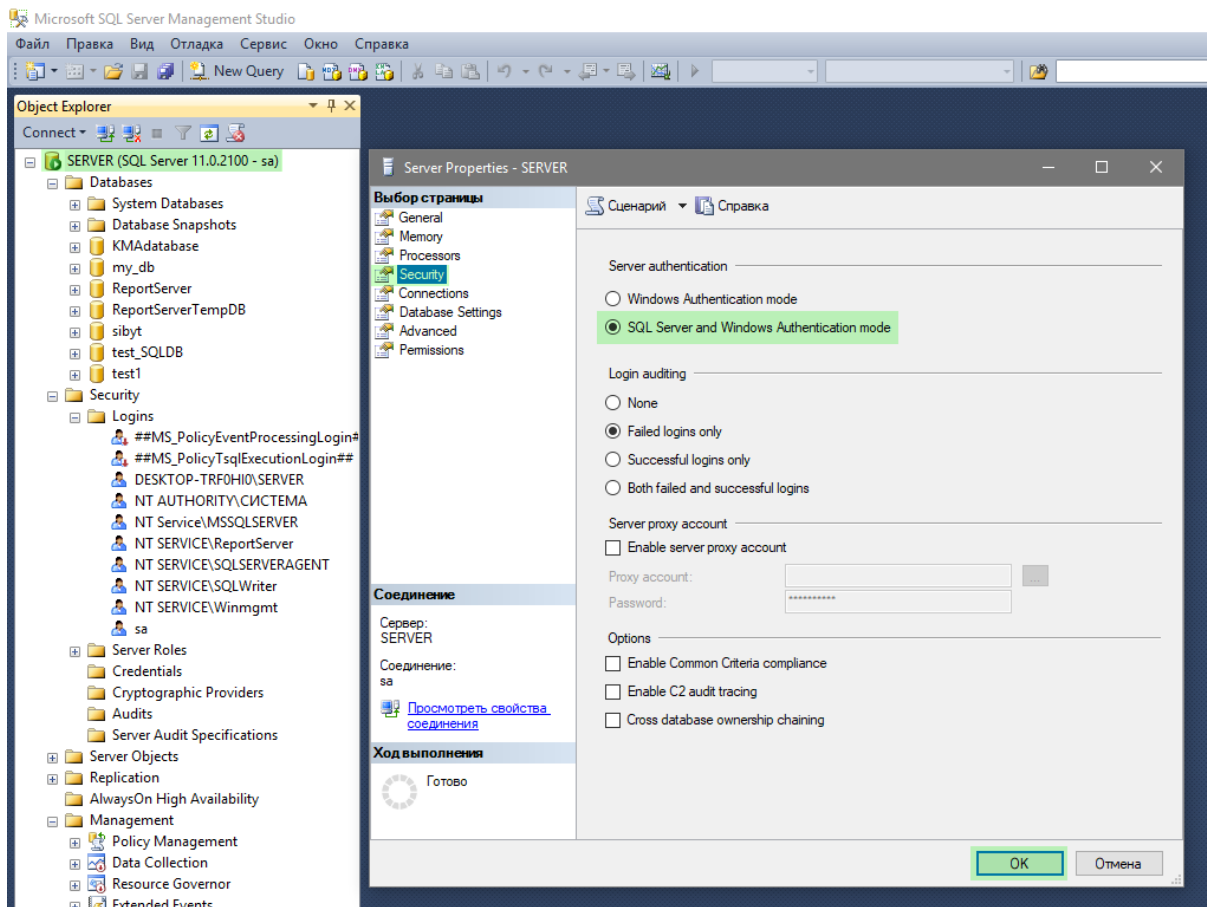 Microsoft SQL Server Management Studio
Файл Правка Вид Отладка Сервис Окно Справка
New Query
Object Explorer
Connect
SERVER (SQL Server 11.0.2100 - sa)
Databases
System Databases
Database Snapshots
KMAdatabase
my_db
ReportServer
ReportServerTempDB
sibyt
test_SQLDB
test1
Security
Logins
##MS_PolicyEventProcessingLogin#
##MS_PolicyTsqlExecutionLogin##
DESKTOP-TRF0HI0\SERVER
NT AUTHORITY\СИСТЕМА
NT Service\MSSQLSERVER
NT SERVICE\ReportServer
NT SERVICE\SQLSERVERAGENT
NT SERVICE\SQLWriter
NT SERVICE\Winmgmt
sa
Server Roles
Credentials
Cryptographic Providers
Audits
Server Audit Specifications
Server Objects
Replication
AlwaysOn High Availability
Management
Policy Management
Data Collection
Resource Governor
Extended Events
Server Properties - SERVER
Выбор страницы
General
Memory
Processors
Security
Connections
Database Settings
Advanced
Permissions
Соединение
Сервер:
SERVER
Соединение:
sa
Просмотреть свойства
соединения
Ход выполнения
Готово
Сценарий Справка
Server authentication
Windows Authentication mode
SQL Server and Windows Authentication mode
Login auditing
None
Failed logins only
Successful logins only
Both failed and successful logins
Server proxy account
Enable server proxy account
Proxy account:
...
Password:
**********
Options
Enable Common Criteria compliance
Enable C2 audit tracing
Cross database ownership chaining
OK Отмена